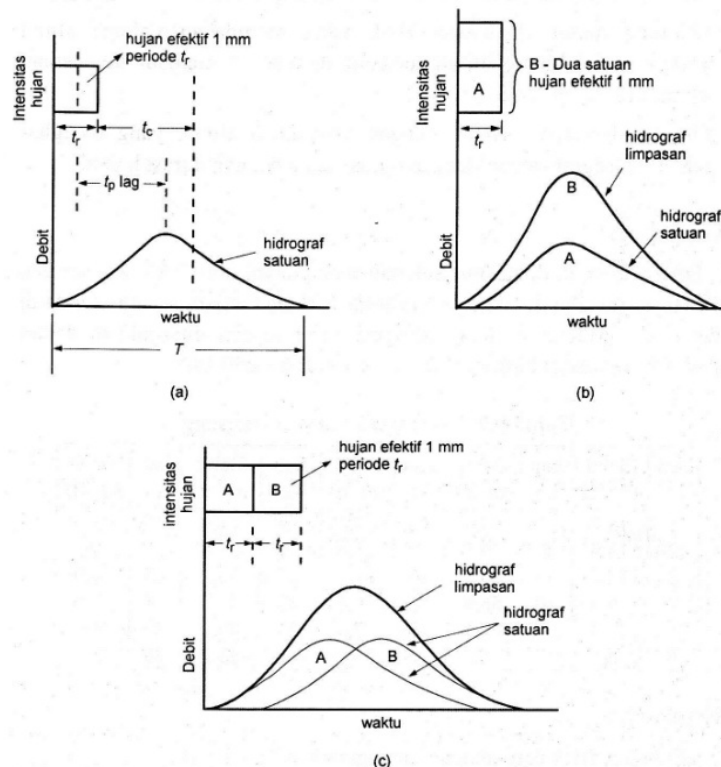 Intensitas
hujan
hujan efektif 1 mm
periode tr
tr
tc
tp lag
Debit
hidrograf
satuan
waktu
T
(a)
Intensitas
hujan
A
B - Dua satuan
hujan efektif 1 mm
tr
Debit
hidrograf
limpasan
B
hidrograf
satuan
A
waktu
(b)
intensitas
hujan
A
B
hujan efektif 1 mm
periode tr
tr
tr
Debit
hidrograf
limpasan
hidrograf
satuan
A
B
waktu
(c)